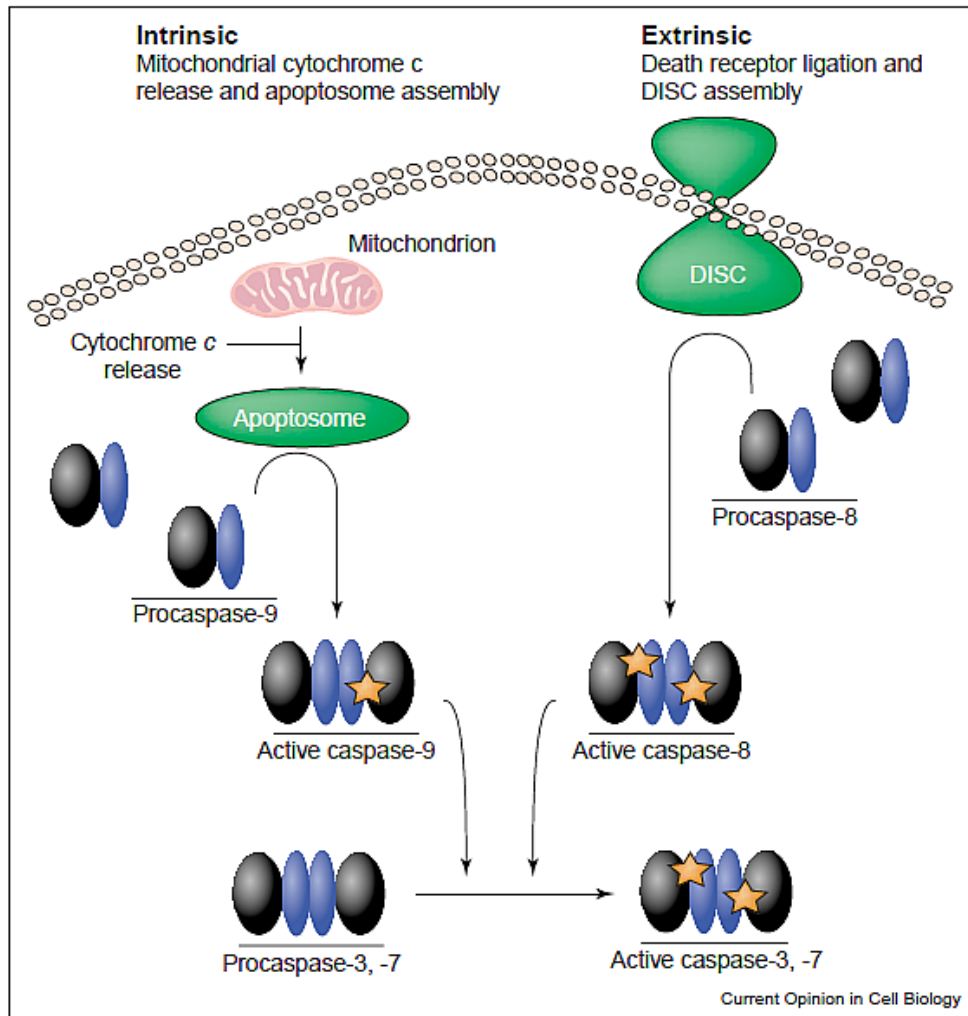 Intrinsic
Mitochondrial cytochrome c
release and apoptosome assembly
Extrinsic
Death receptor ligation and
DISC assembly
Mitochondrion
DISC
Cytochrome c
release
Apoptosome
Procaspase-8
Procaspase-9
Active caspase-9
Active caspase-8
Procaspase-3, -7
Active caspase-3, -7
Current Opinion in Cell Biology